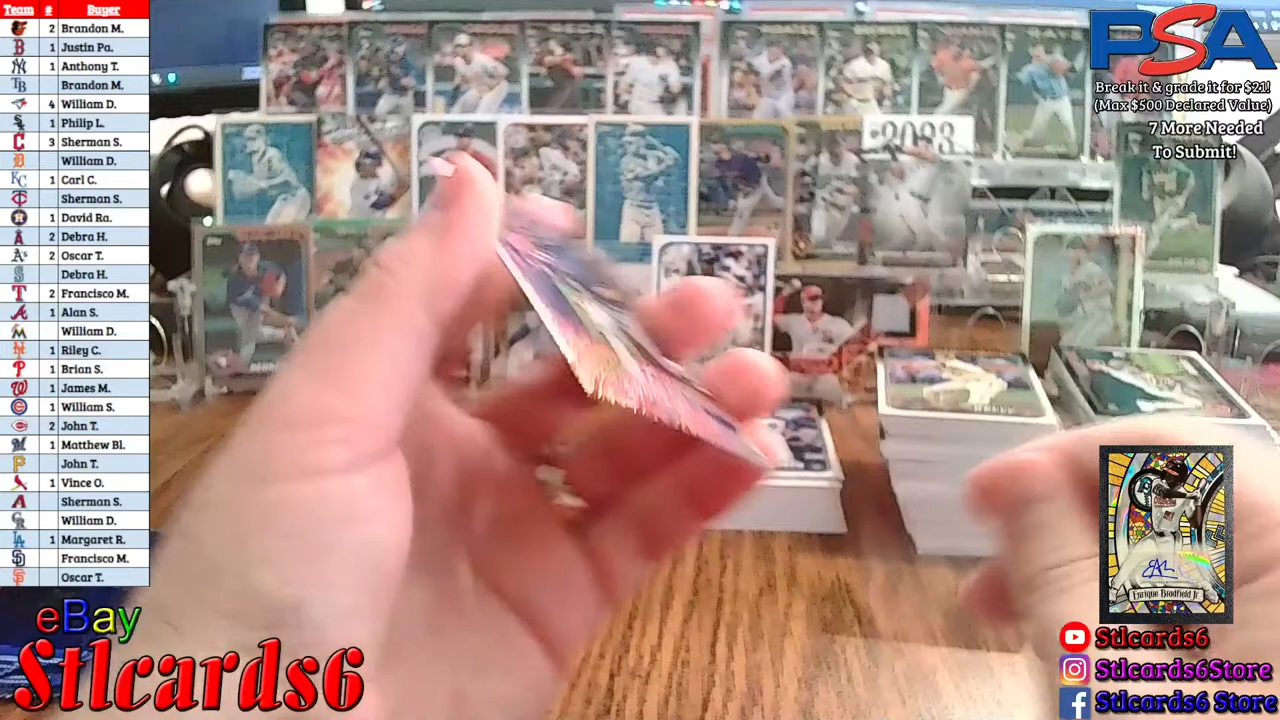 Team # Buyer
2 Brandon M.
1 Justin Pa.
1 Anthony T.
Brandon M.
4 William D.
1 Philip L.
3 Sherman S.
William D.
1 Carl C.
Sherman S.
1 David Ra.
2 Debra H.
2 Oscar T.
Debra H.
2 Francisco M.
1 Alan S.
William D.
1 Riley C.
1 Brian S.
1 James M.
1 William S.
2 John T.
1 Matthew Bl.
John T.
1 Vince O.
Sherman S.
William D.
1 Margaret R.
Francisco M.
Oscar T.
eBay
Stlcards6
PSA
Break it & grade it for $21!
(Max $500 Declared Value)
7 More Needed
To Submit!
2023
Enrique Bradfield Jr.
Stlcards6
Stlcards6Store
Stlcards6 Store